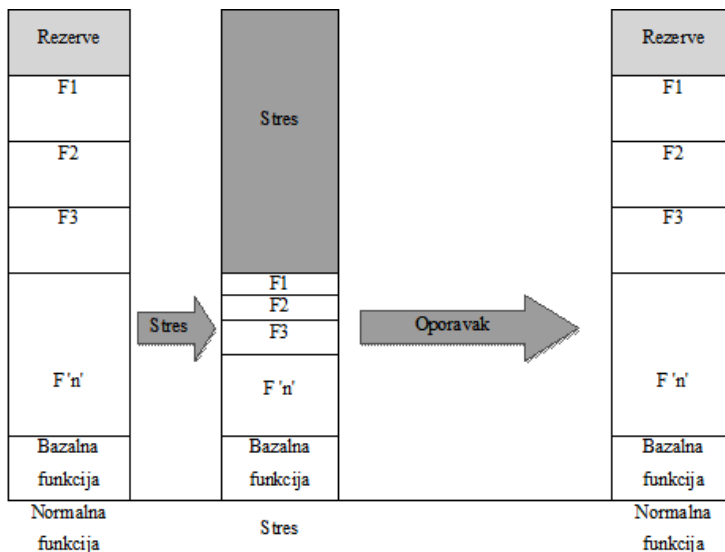 Rezerve
F1
F2
F3
F 'n'
Bazalna
funkcija
Normalna
funkcija
Stres
Stres
F1
F2
F3
F 'n'
Bazalna
funkcija
Stres
Oporavak
Rezerve
F1
F2
F3
F 'n'
Bazalna
funkcija
Normalna
funkcija